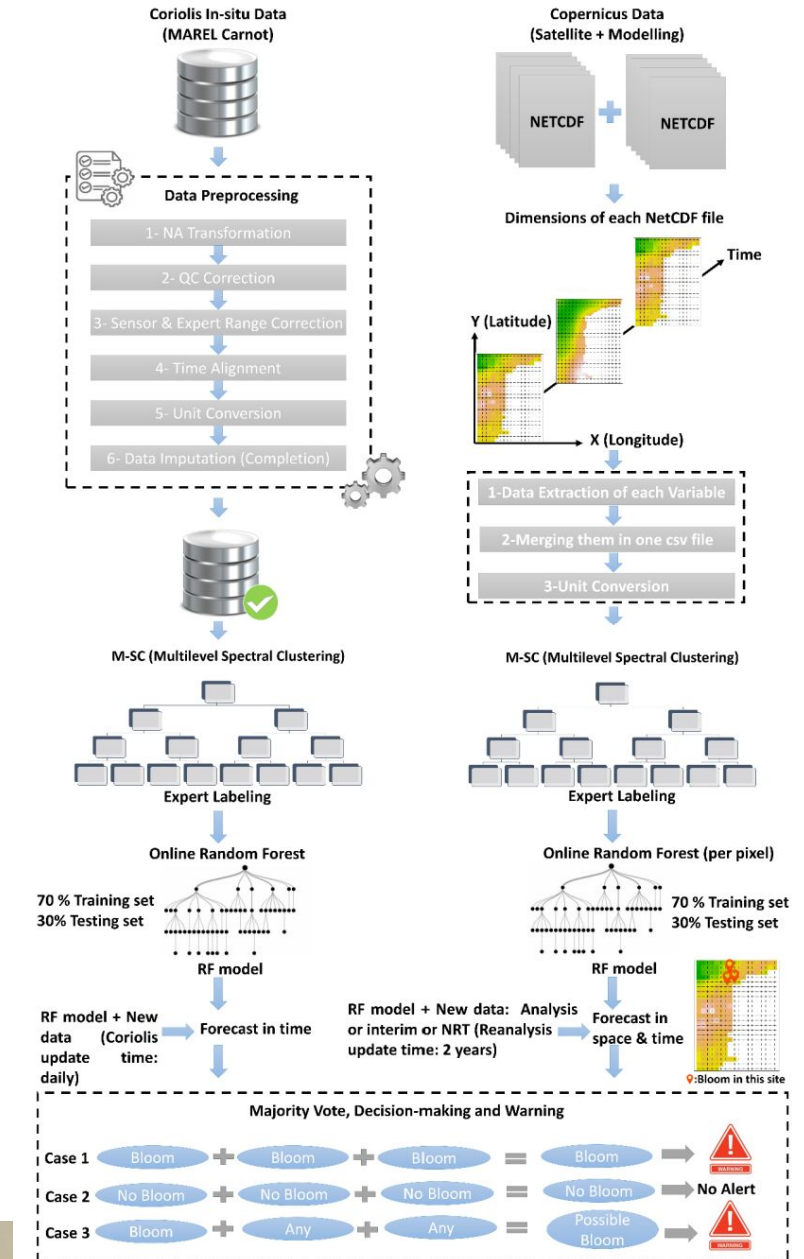 Coriolis In-situ Data
(MAREL Carnot)
Data Preprocessing
1- NA Transformation
2- QC Correction
3- Sensor & Expert Range Correction
4- Time Alignment
5- Unit Conversion
6- Data Imputation (Completion)
M-SC (Multilevel Spectral Clustering)
Expert Labeling
Online Random Forest
70 % Training set
30% Testing set
RF model
RF model + New
data (Coriolis
update time:
daily)
Forecast in time
Copernicus Data
(Satellite + Modelling)
NETCDF
NETCDF
Dimensions of each NetCDF file
Time
Y (Latitude)
X (Longitude)
1-Data Extraction of each Variable
2-Merging them in one csv file
3-Unit Conversion
M-SC (Multilevel Spectral Clustering)
Expert Labeling
Online Random Forest (per pixel)
70 % Training set
30% Testing set
RF model
RF model + New data: Analysis
or interim or NRT (Reanalysis
update time: 2 years)
Forecast in
space & time
:Bloom in this site
Majority Vote, Decision-making and Warning
Case 1 Bloom + Bloom + Bloom = Bloom
WARNING
Case 2 No Bloom + No Bloom + No Bloom = No Bloom No Alert
Case 3 Bloom + Any + Any = Possible
Bloom
WARNING